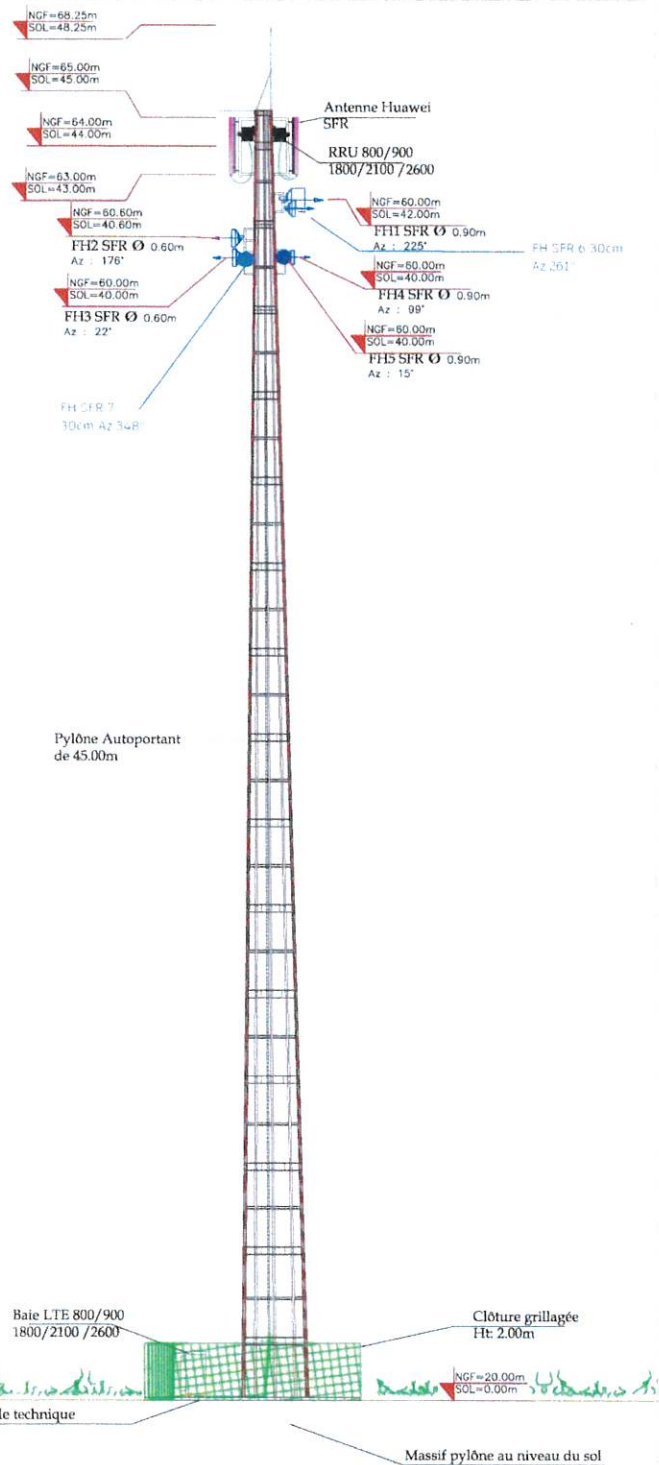 NGF=68.25m
SOL=48.25m
NGF=65.00m
SOL=45.00m
NGF=64.00m
SOL=44.00m
NGF=63.00m
SOL=43.00m
Antenne Huawei
SFR
RRU 800/900
1800/2100/2600
NGF=60.00m
SOL=42.00m
FH1 SFR Ø 0.90m
Az : 225°
FH SFR 6 30cm
Az 261°
NGF=60.60m
SOL=40.60m
FH2 SFR Ø 0.60m
Az : 176°
NGF=60.00m
SOL=40.00m
FH3 SFR Ø 0.60m
Az : 22°
NGF=60.00m
SOL=40.00m
FH4 SFR Ø 0.90m
Az : 99°
NGF=60.00m
SOL=40.00m
FH5 SFR Ø 0.90m
Az : 15°
FH SFR 7
30cm Az 348°
Pylône Autoportant
de 45.00m
Baie LTE 800/900
1800/2100/2600
Clôture grillagée
Ht: 2.00m
NGF=20.00m
SOL=0.00m
le technique
Massif pylône au niveau du sol